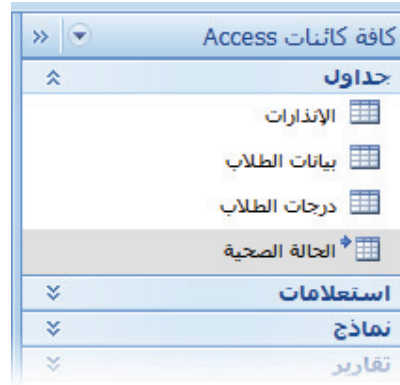 كافة كائنات Access
جداول
الإنذارات
بيانات الطلاب
درجات الطلاب
الحالة الصحية
استعلامات
نماذج
تقارير